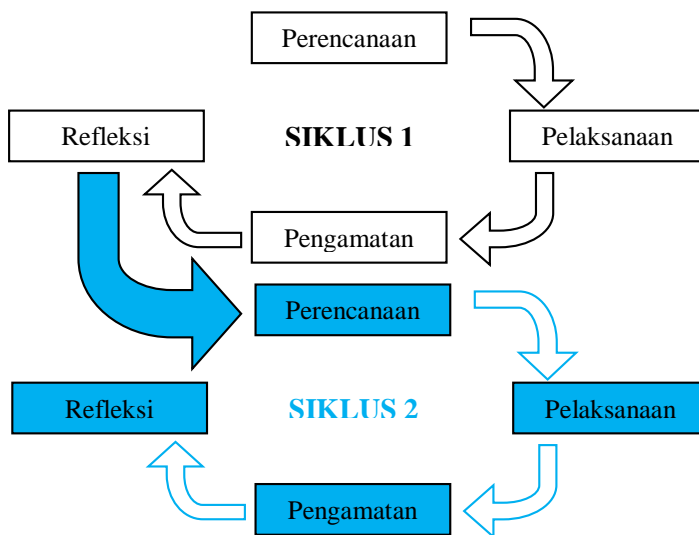 Perencanaan
Refleksi
SIKLUS 1
Pelaksanaan
Pengamatan
Perencanaan
Refleksi
SIKLUS 2
Pelaksanaan
Pengamatan